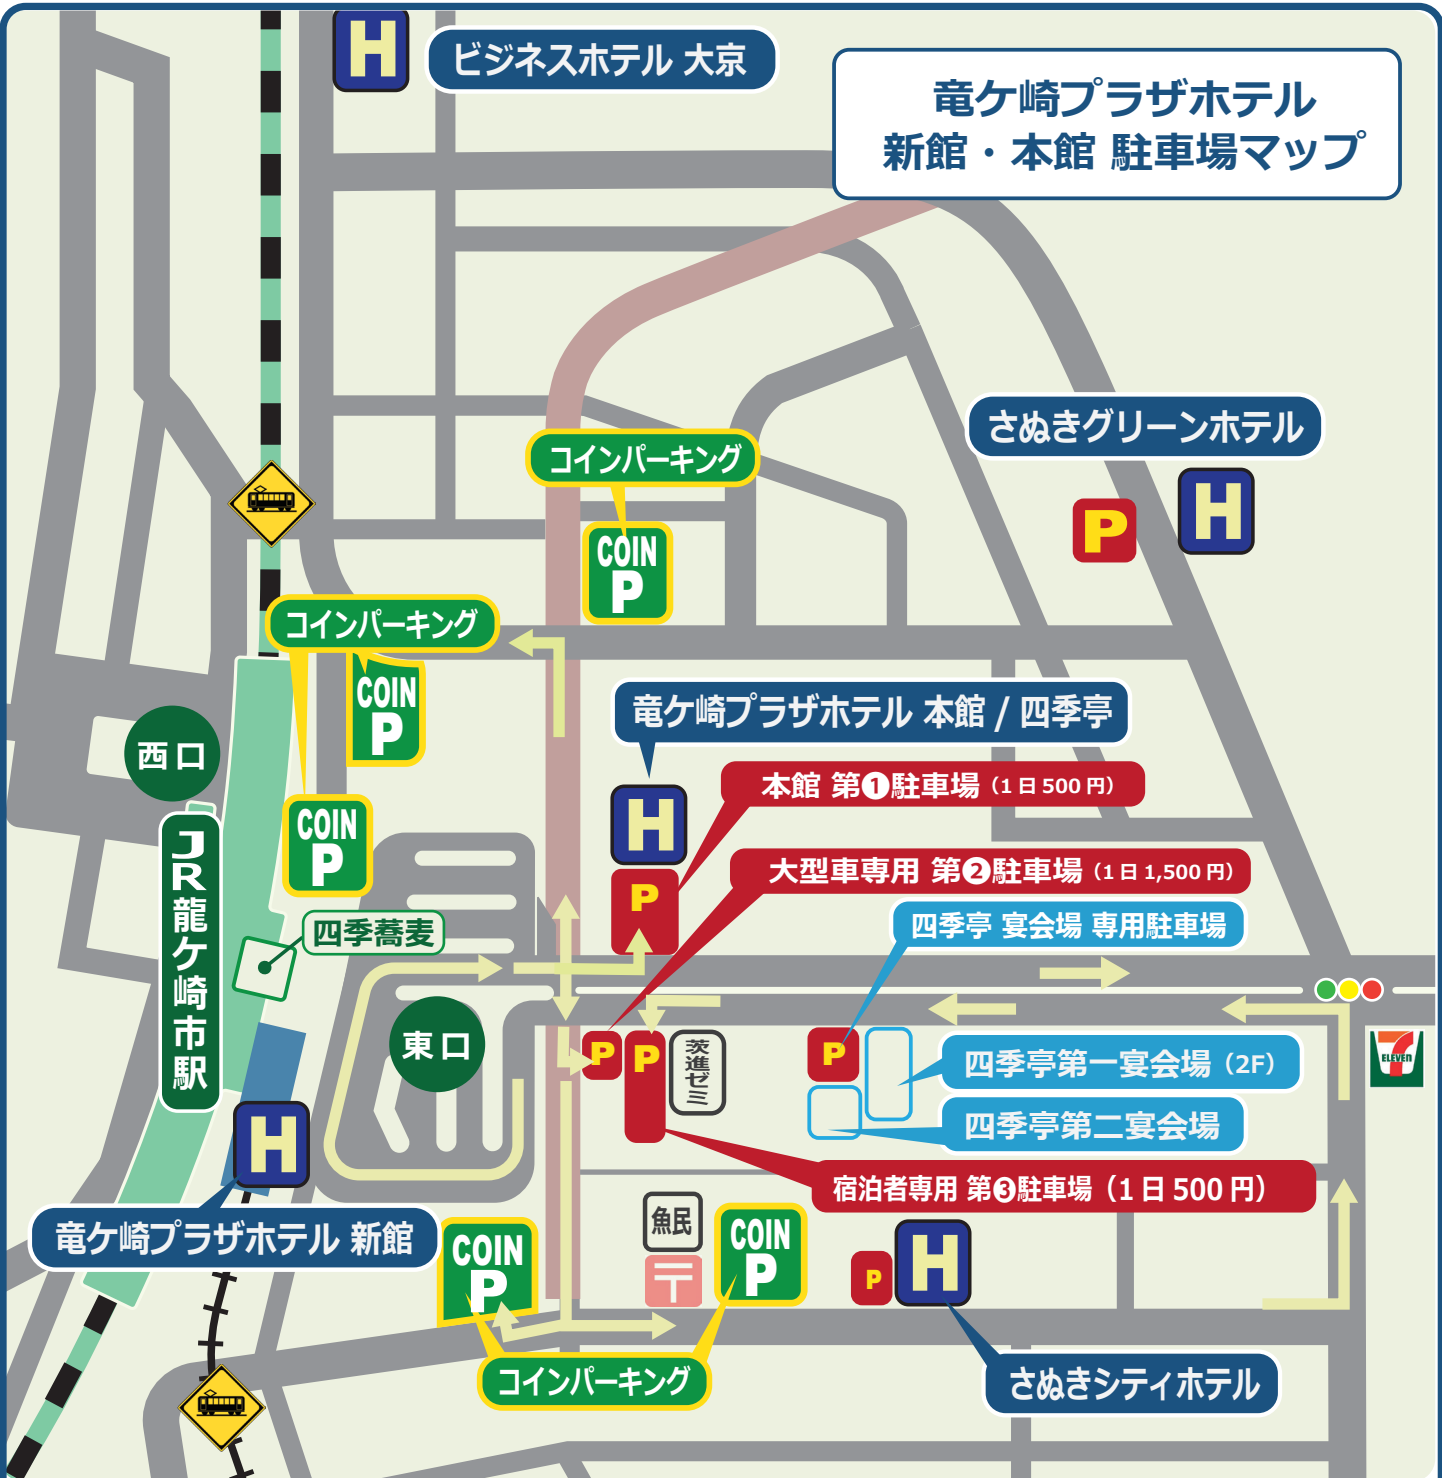 H
ビジネスホテル 大京
竜ケ崎プラザホテル
新館・本館 駐車場マップ
さぬきグリーンホテル
コインパーキング
H
P
COIN
P
コインパーキング
COIN
P
竜ケ崎プラザホテル 本館 / 四季亭
西口
本館 第❶駐車場（1日500円）
H
COIN
P
JR龍ケ崎市駅
大型車専用 第❷駐車場（1日1,500円）
P
四季亭 宴会場 専用駐車場
四季蕎麦
東口
P
P
茨進ゼミ
P
四季亭第一宴会場（2F）
ELEVEN
四季亭第二宴会場
H
宿泊者専用 第❸駐車場（1日500円）
魚民
竜ケ崎プラザホテル 新館
COIN
P
COIN
P
〒
P
H
コインパーキング
さぬきシティホテル